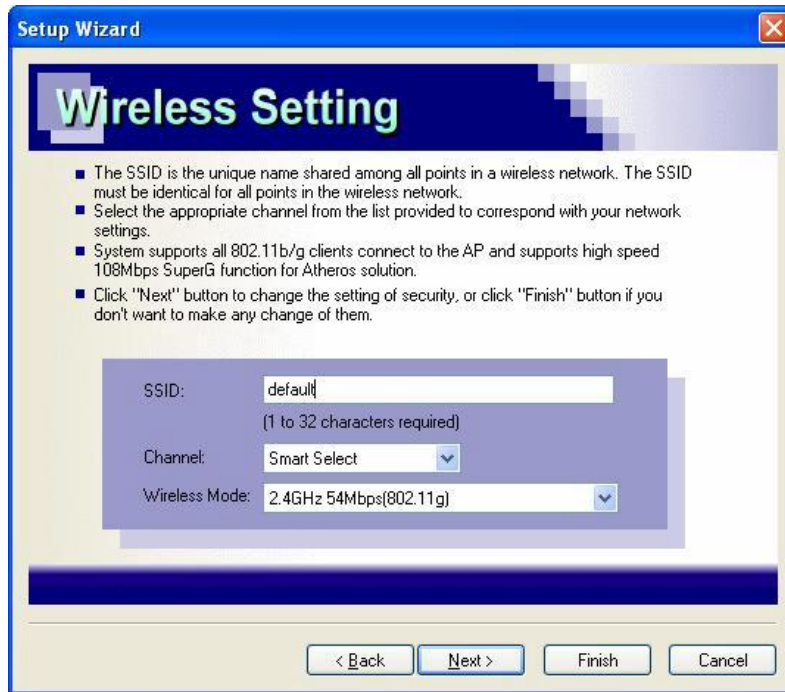 Setup Wizard
Wireless Setting
The SSID is the unique name shared among all points in a wireless network. The SSID
must be identical for all points in the wireless network.
Select the appropriate channel from the list provided to correspond with your network
settings.
System supports all 802.11b/g clients connect to the AP and supports high speed
108Mbps SuperG function for Atheros solution.
Click "Next" button to change the setting of security, or click "Finish" button if you
don't want to make any change of them.
SSID: default
(1 to 32 characters required)
Channel: Smart Select
Wireless Mode: 2.4GHz 54Mbps(802.11g)
< Back Next > Finish Cancel